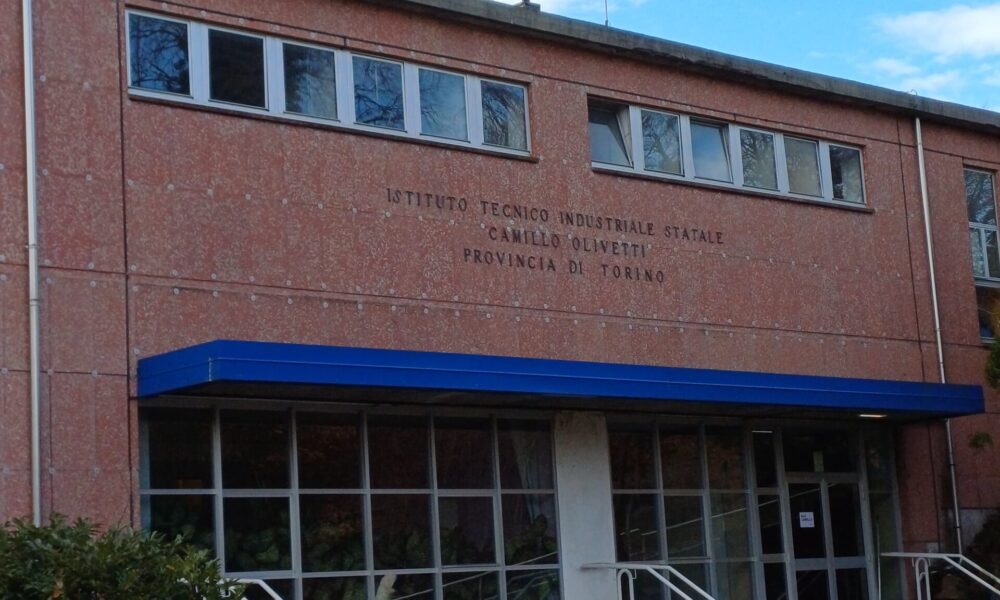 ISTITUTO TECNICO INDUSTRIALE STATALE
CAMILLO OLIVETTI
PROVINCIA DI TORINO